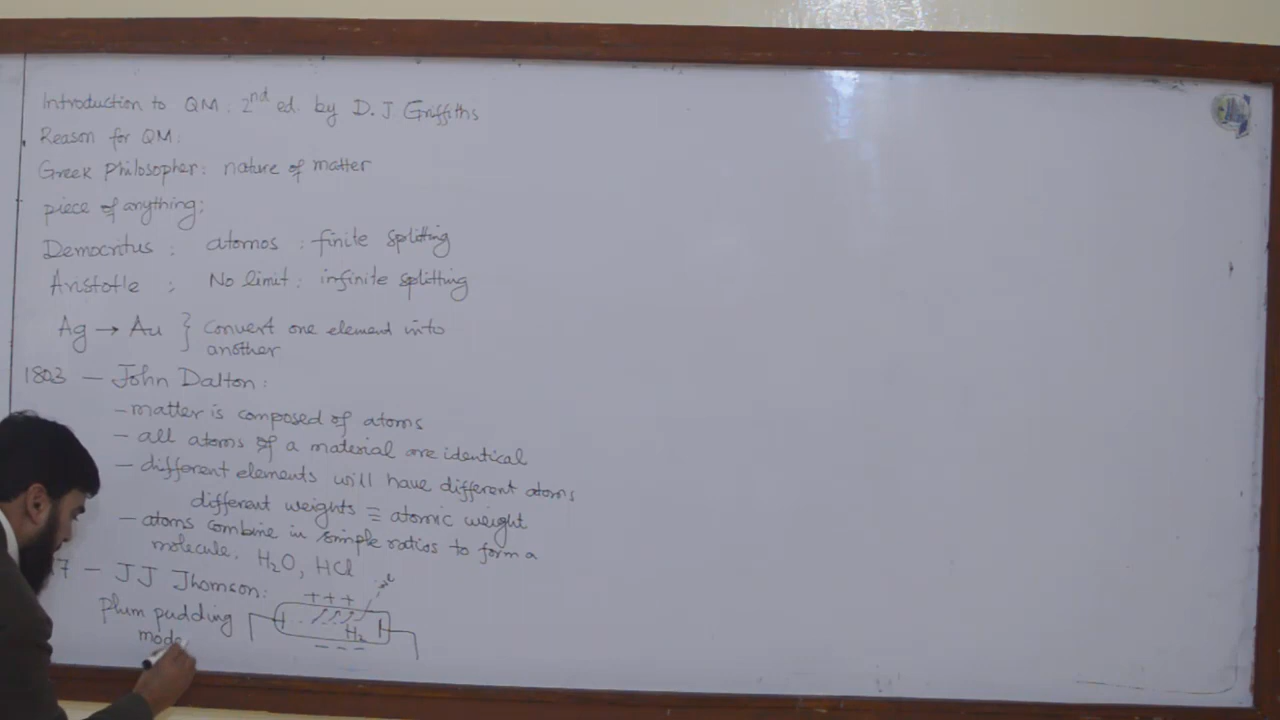 Introduction to QM. 2nd ed. by D.J Griffiths
Reason for QM:
Greek Philosopher: nature of matter
piece of anything;
Democritus : atomos : finite splitting
Aristotle ; No limit : infinite splitting
Ag → Au } Convert one element into
another
1803 — John Dalton:
- matter is composed of atoms
- all atoms of a material are identical
- different elements will have different atoms
different weights ≡ atomic weight
- atoms combine in simple ratios to form a
molecule, H2O, HCl
7 — JJ Jhomson:
+ + +
Plum pudding
H2
mode
- - -